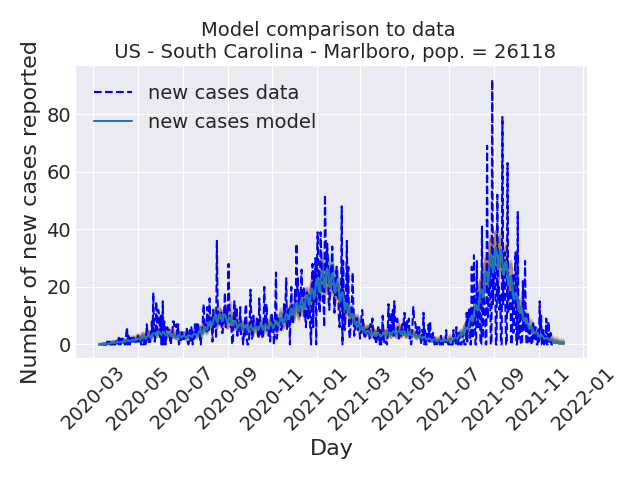 Model comparison to data
US - South Carolina - Marlboro, pop. = 26118
Number of new cases reported
80
60
40
20
0
new cases data
new cases model
2020-03
2020-05
2020-07
2020-09
2020-11
2021-01
2021-03
2021-05
2021-07
2021-09
2021-11
2022-01
Day